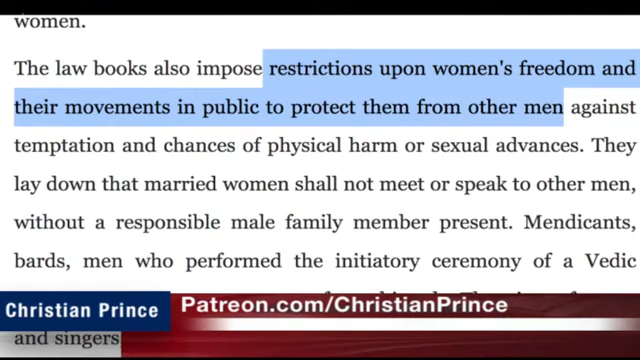 women.
The law books also impose restrictions upon women's freedom and
their movements in public to protect them from other men against
temptation and chances of physical harm or sexual advances. They
lay down that married women shall not meet or speak to other men,
without a responsible male family member present. Mendicants,
bards, men who performed the initiatory ceremony of a Vedic
Christian Prince
Patreon.com/ChristianPrince
and singers